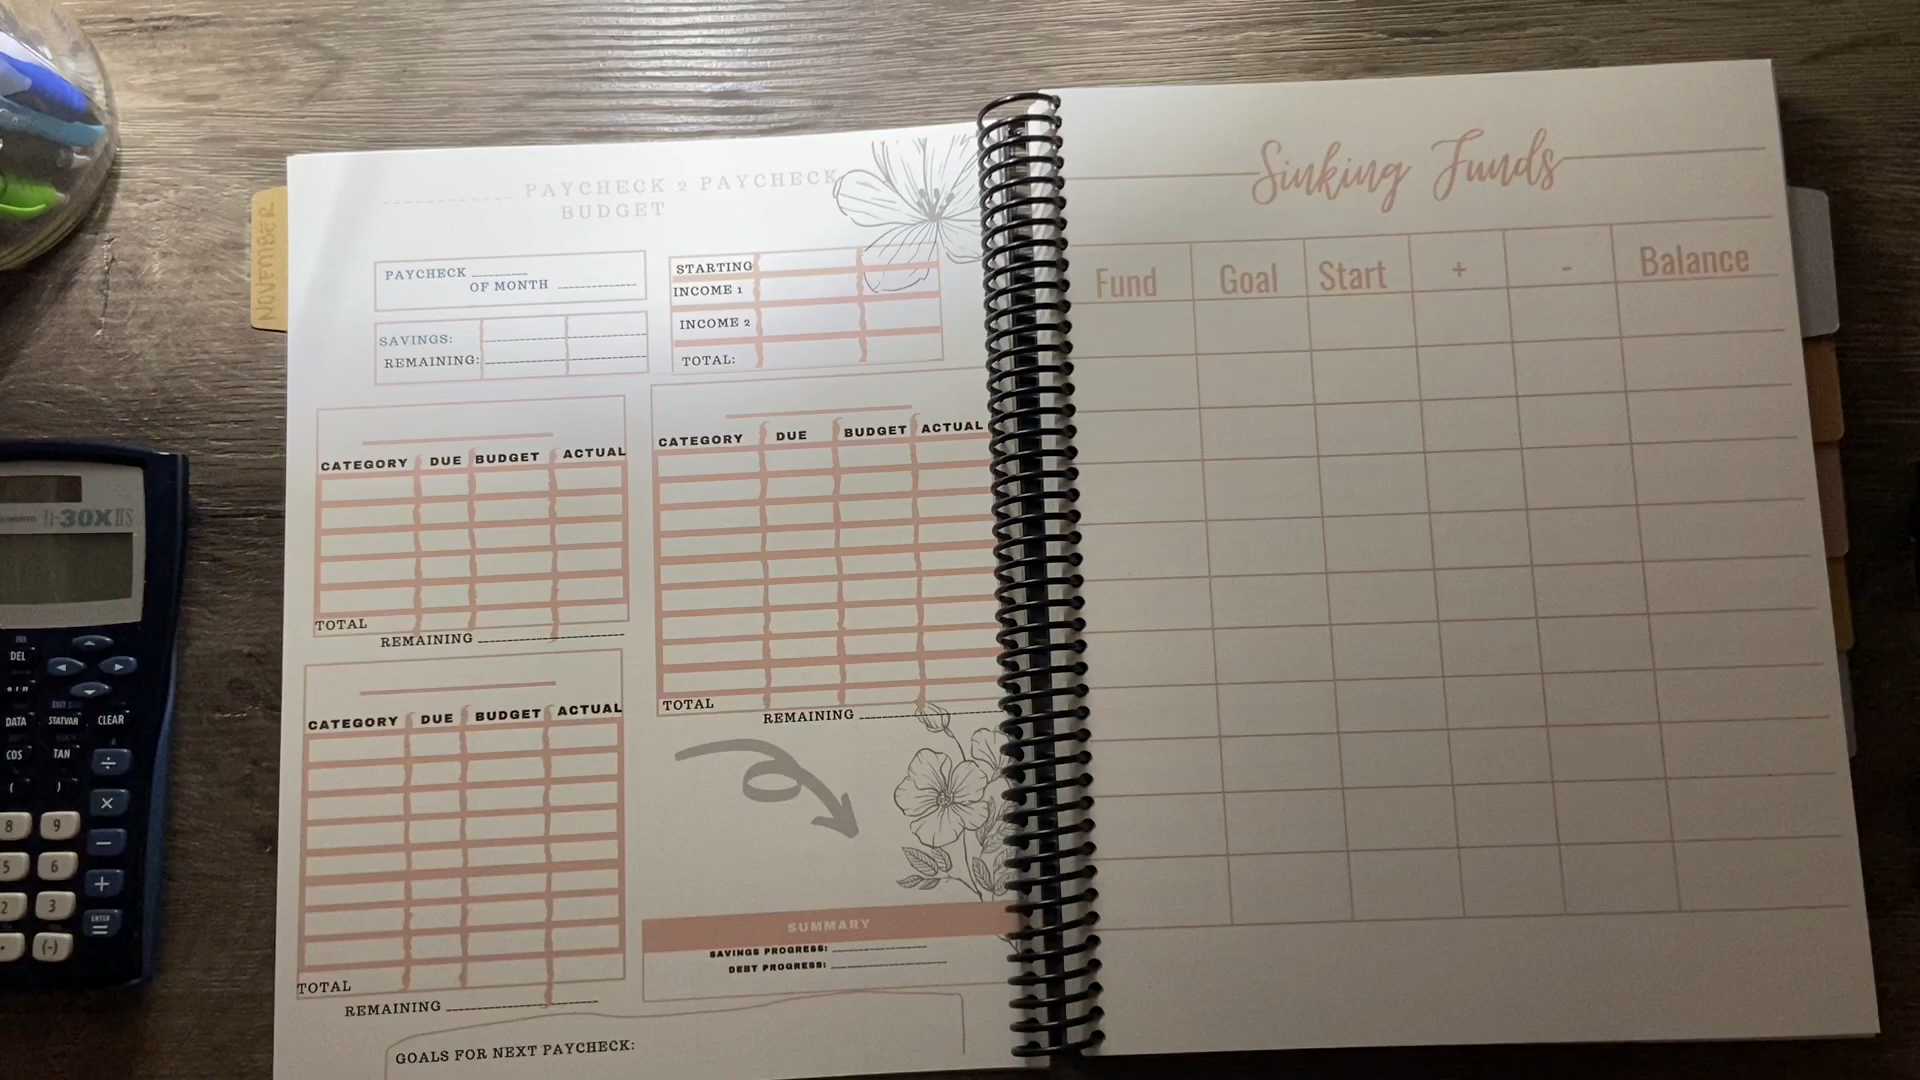 NOVEMBER
PAYCHECK 2 PAYCHECK
BUDGET
PAYCHECK
OF MONTH
SAVINGS:
REMAINING:
STARTING
INCOME 1
INCOME 2
TOTAL:
CATEGORY DUE BUDGET ACTUAL
TOTAL
REMAINING
CATEGORY DUE BUDGET ACTUAL
TOTAL
REMAINING
CATEGORY DUE BUDGET ACTUAL
TOTAL
REMAINING
SUMMARY
SAVINGS PROGRESS:
DEBT PROGRESS:
GOALS FOR NEXT PAYCHECK:
Sinking Funds
Fund Goal Start + - Balance
TI-30X IIS
DEL
DATA STATVAR CLEAR
COS TAN ÷
( ) ×
8 9 −
5 6 +
2 3 ENTER
. (-) =